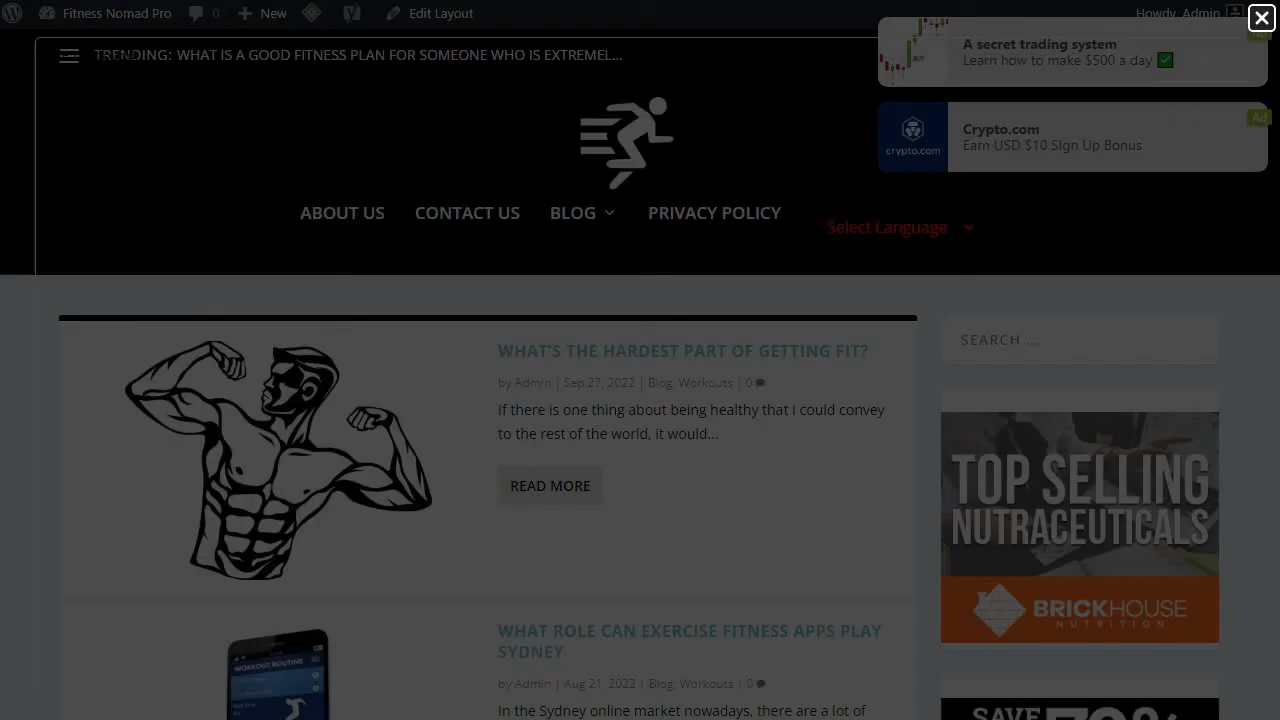 Fitness Nomad Pro
0
New
Edit Layout
Howdy, Admin
TRENDING: WHAT IS A GOOD FITNESS PLAN FOR SOMEONE WHO IS EXTREMEL...
A secret trading system
Learn how to make $500 a day
BUY
Crypto.com
Earn USD $10 Sign Up Bonus
crypto.com
Ad
ABOUT US
CONTACT US
BLOG
PRIVACY POLICY
Select Language
WHAT'S THE HARDEST PART OF GETTING FIT?
by Admin | Sep 27, 2022 | Blog, Workouts | 0
If there is one thing about being healthy that I could convey
to the rest of the world, it would...
READ MORE
SEARCH ...
TOP SELLING
NUTRACEUTICALS
BRICKHOUSE
NUTRITION
WHAT ROLE CAN EXERCISE FITNESS APPS PLAY
SYDNEY
by Admin | Aug 21, 2022 | Blog, Workouts | 0
In the Sydney online market nowadays, there are a lot of
WORKOUT ROUTINE
SAVE 70%